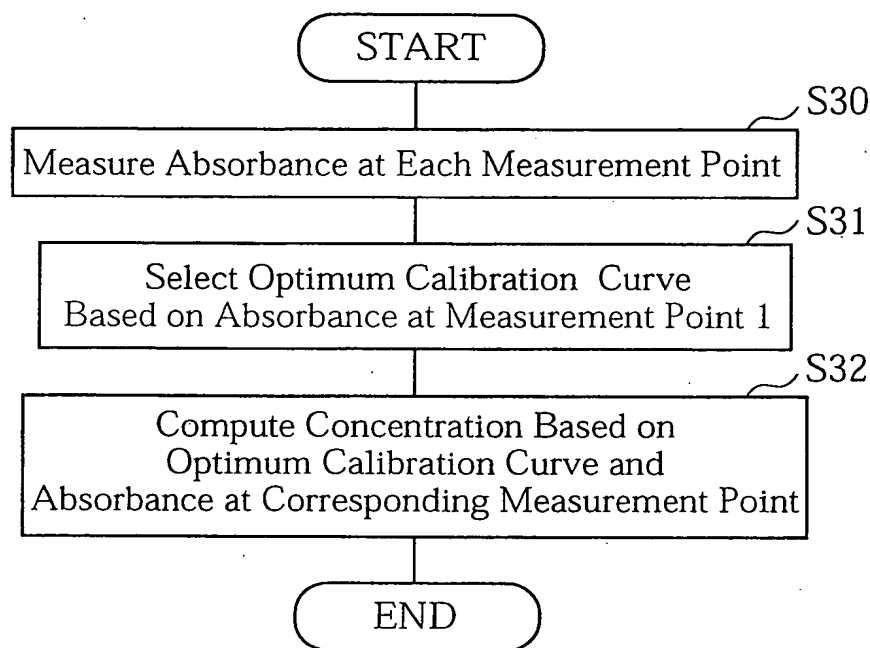 START
S30
Measure Absorbance at Each Measurement Point
S31
Select Optimum Calibration Curve
Based on Absorbance at Measurement Point 1
S32
Compute Concentration Based on
Optimum Calibration Curve and
Absorbance at Corresponding Measurement Point
END